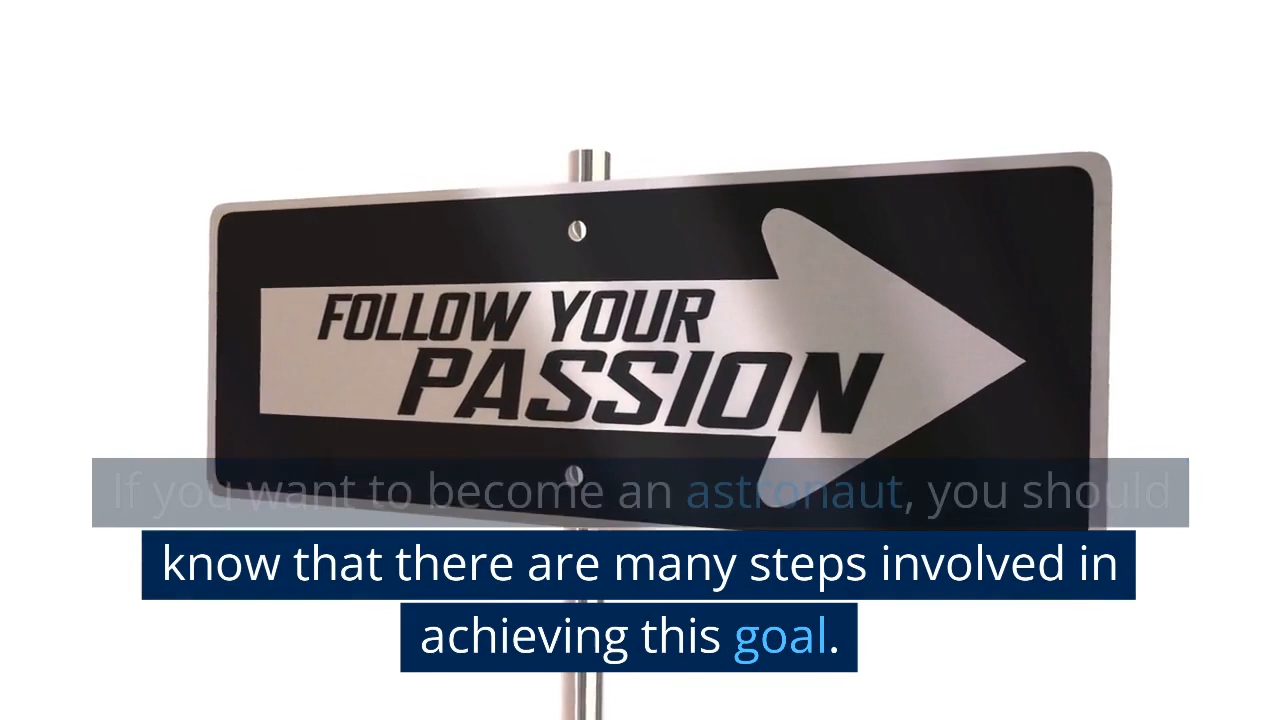 FOLLOW YOUR
PASSION
If you want to become an astronaut, you should
know that there are many steps involved in
achieving this goal.